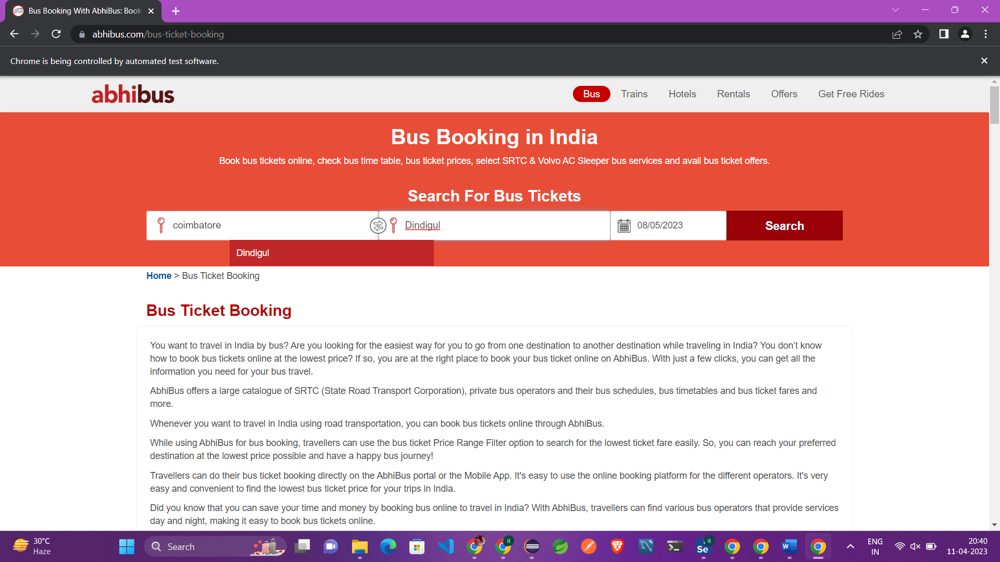 Bus Booking With AbhiBus: Book
abhibus.com/bus-ticket-booking
Chrome is being controlled by automated test software.
abhibus
Bus Trains Hotels Rentals Offers Get Free Rides
Bus Booking in India
Book bus tickets online, check bus time table, bus ticket prices, select SRTC & Volvo AC Sleeper bus services and avail bus ticket offers.
Search For Bus Tickets
coimbatore Dindigul 08/05/2023 Search
Dindigul
Home > Bus Ticket Booking
Bus Ticket Booking
You want to travel in India by bus? Are you looking for the easiest way for you to go from one destination to another destination while traveling in India? You don’t know
how to book bus tickets online at the lowest price? If so, you are at the right place to book your bus ticket online on AbhiBus. With just a few clicks, you can get all the
information you need for your bus travel.
AbhiBus offers a large catalogue of SRTC (State Road Transport Corporation), private bus operators and their bus schedules, bus timetables and bus ticket fares and
more.
Whenever you want to travel in India using road transportation, you can book bus tickets online through AbhiBus.
While using AbhiBus for bus booking, travellers can use the bus ticket Price Range Filter option to search for the lowest ticket fare easily. So, you can reach your preferred
destination at the lowest price possible and have a happy bus journey!
Travellers can do their bus ticket booking directly on the AbhiBus portal or the Mobile App. It's easy to use the online booking platform for the different operators. It's very
easy and convenient to find the lowest bus ticket price for your trips in India.
Did you know that you can save your time and money by booking bus online to travel in India? With AbhiBus, travellers can find various bus operators that provide services
day and night, making it easy to book bus tickets online.
30°C
Haze
Search
it
Se it
W
ENG
IN
20:40
11-04-2023